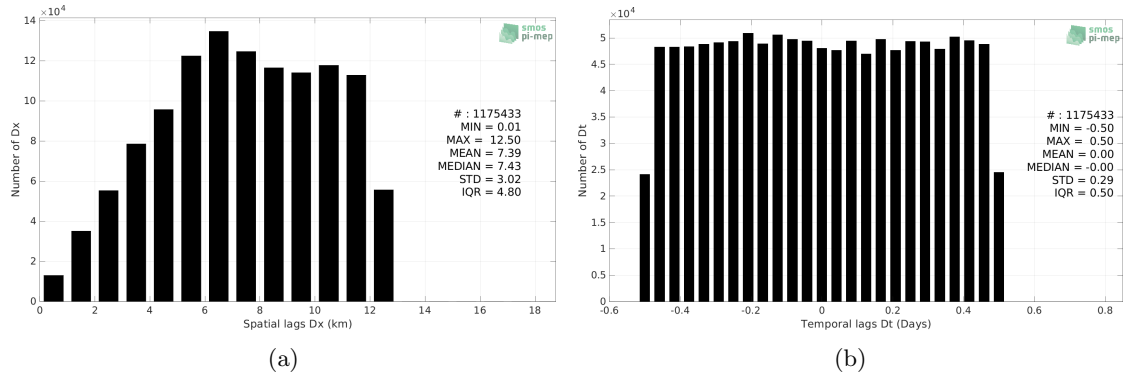 ×10⁴
14
12
10
8
6
4
2
0
0 2 4 6 8 10 12 14 16 18
Number of Dx
Spatial lags Dx (km)
smos
pi-mep
# : 1175433
MIN = 0.01
MAX = 12.50
MEAN = 7.39
MEDIAN = 7.43
STD = 3.02
IQR = 4.80
(a)
×10⁴
5
4.5
4
3.5
3
2.5
2
1.5
1
0.5
0
-0.6 -0.4 -0.2 0 0.2 0.4 0.6 0.8
Number of Dt
Temporal lags Dt (Days)
smos
pi-mep
# : 1175433
MIN = -0.50
MAX = 0.50
MEAN = 0.00
MEDIAN = -0.00
STD = 0.29
IQR = 0.50
(b)